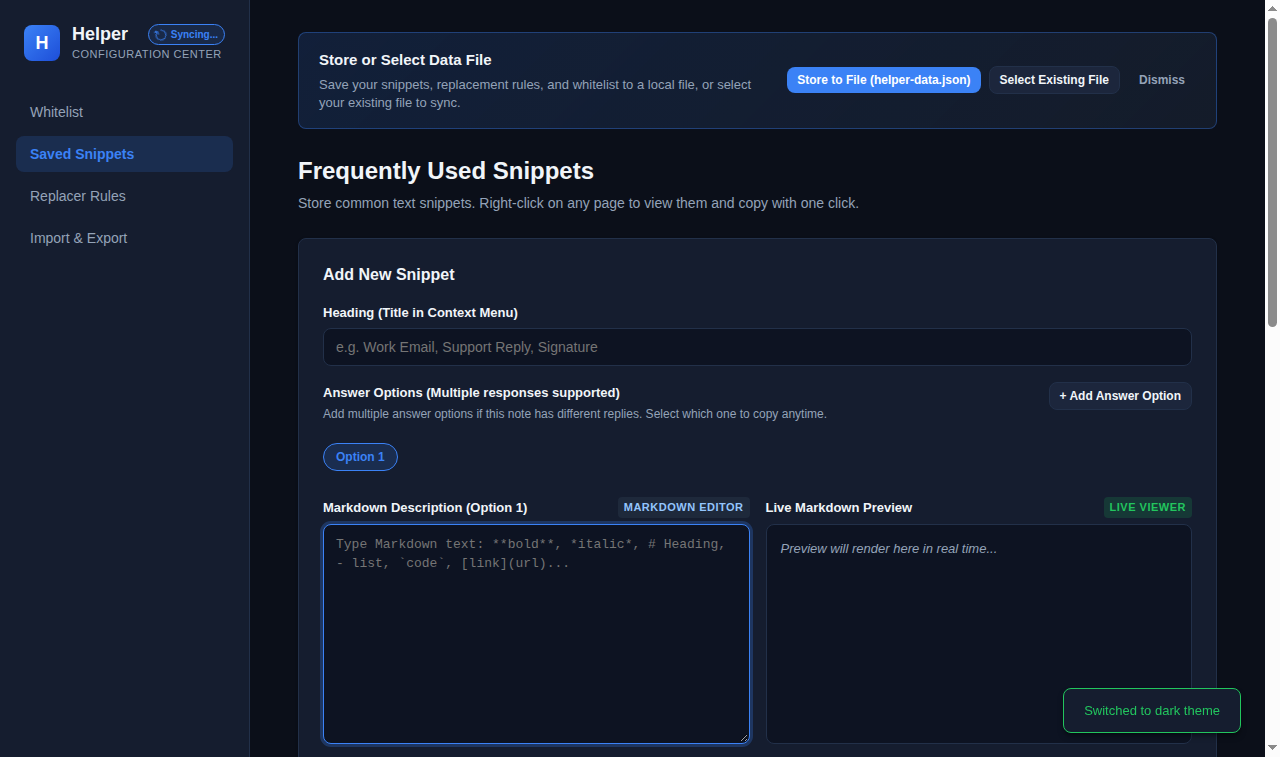 H
Helper
Syncing...
CONFIGURATION CENTER
Whitelist
Saved Snippets
Replacer Rules
Import & Export
Store or Select Data File
Save your snippets, replacement rules, and whitelist to a local file, or select
your existing file to sync.
Store to File (helper-data.json)
Select Existing File
Dismiss
Frequently Used Snippets
Store common text snippets. Right-click on any page to view them and copy with one click.
Add New Snippet
Heading (Title in Context Menu)
e.g. Work Email, Support Reply, Signature
Answer Options (Multiple responses supported)
Add multiple answer options if this note has different replies. Select which one to copy anytime.
+ Add Answer Option
Option 1
Markdown Description (Option 1)
MARKDOWN EDITOR
Type Markdown text: **bold**, *italic*, # Heading,
- list, `code`, [link](url)...
Live Markdown Preview
LIVE VIEWER
Preview will render here in real time...
Switched to dark theme